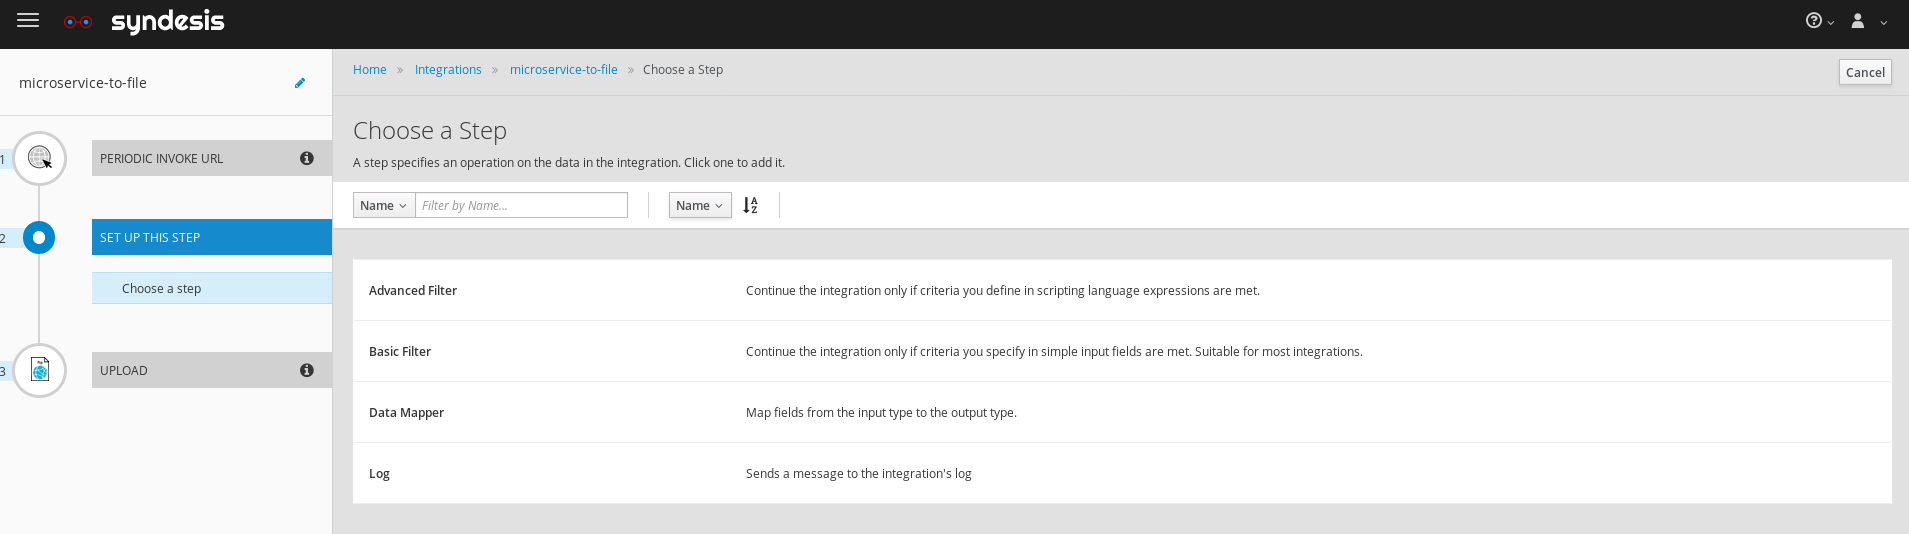 syndesis
microservice-to-file
Home » Integrations » microservice-to-file » Choose a Step
Cancel
1
PERIODIC INVOKE URL
2
SET UP THIS STEP
Choose a step
3
UPLOAD
Choose a Step
A step specifies an operation on the data in the integration. Click one to add it.
Name Filter by Name... Name A Z
Advanced Filter Continue the integration only if criteria you define in scripting language expressions are met.
Basic Filter Continue the integration only if criteria you specify in simple input fields are met. Suitable for most integrations.
Data Mapper Map fields from the input type to the output type.
Log Sends a message to the integration's log